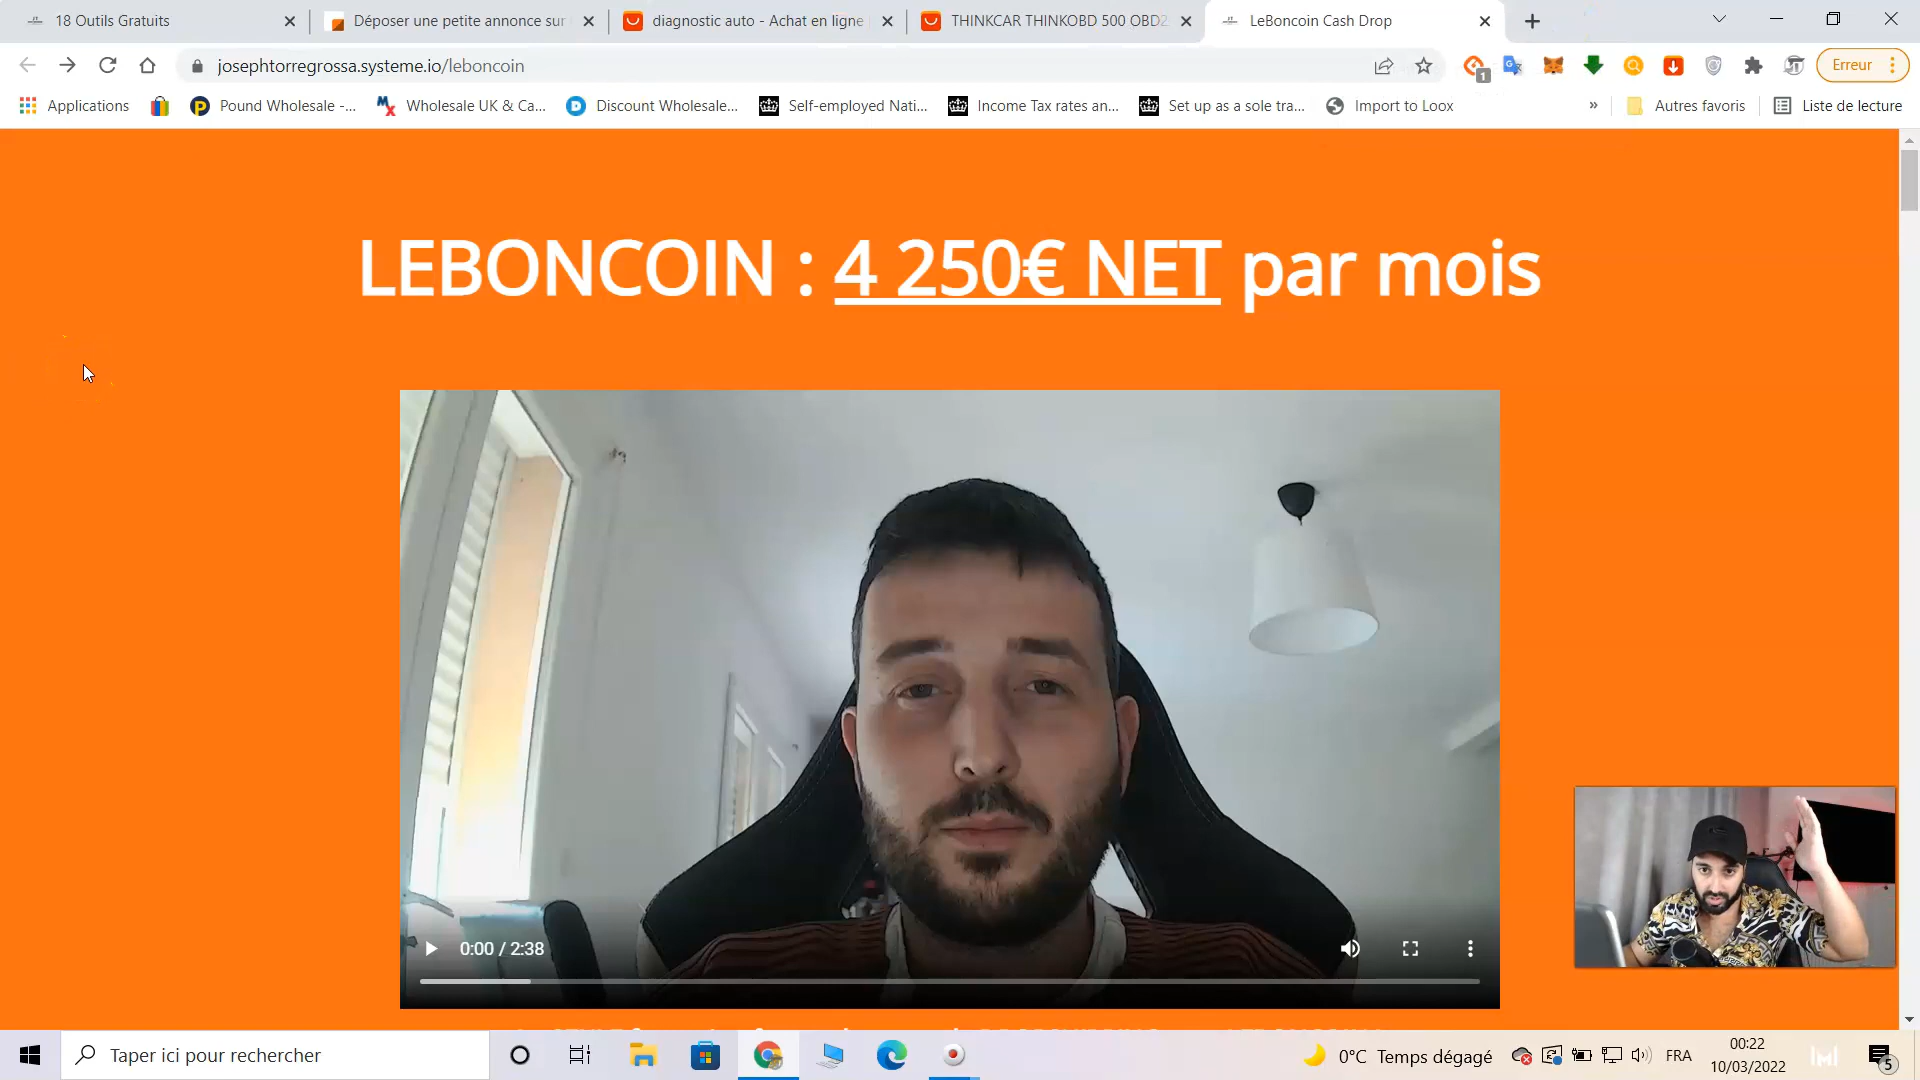 18 Outils Gratuits
Déposer une petite annonce sur
diagnostic auto - Achat en ligne
THINKCAR THINKOBD 500 OBD2
LeBoncoin Cash Drop
josephtorregrossa.systeme.io/leboncoin
1
Erreur
Applications
Pound Wholesale -...
Wholesale UK & Ca...
Discount Wholesale...
Self-employed Nati...
Income Tax rates an...
Set up as a sole tra...
Import to Loox
»
Autres favoris
Liste de lecture
LEBONCOIN : 4 250€ NET par mois
0:00 / 2:38
Taper ici pour rechercher
0°C Temps dégagé
FRA
00:22
10/03/2022
5